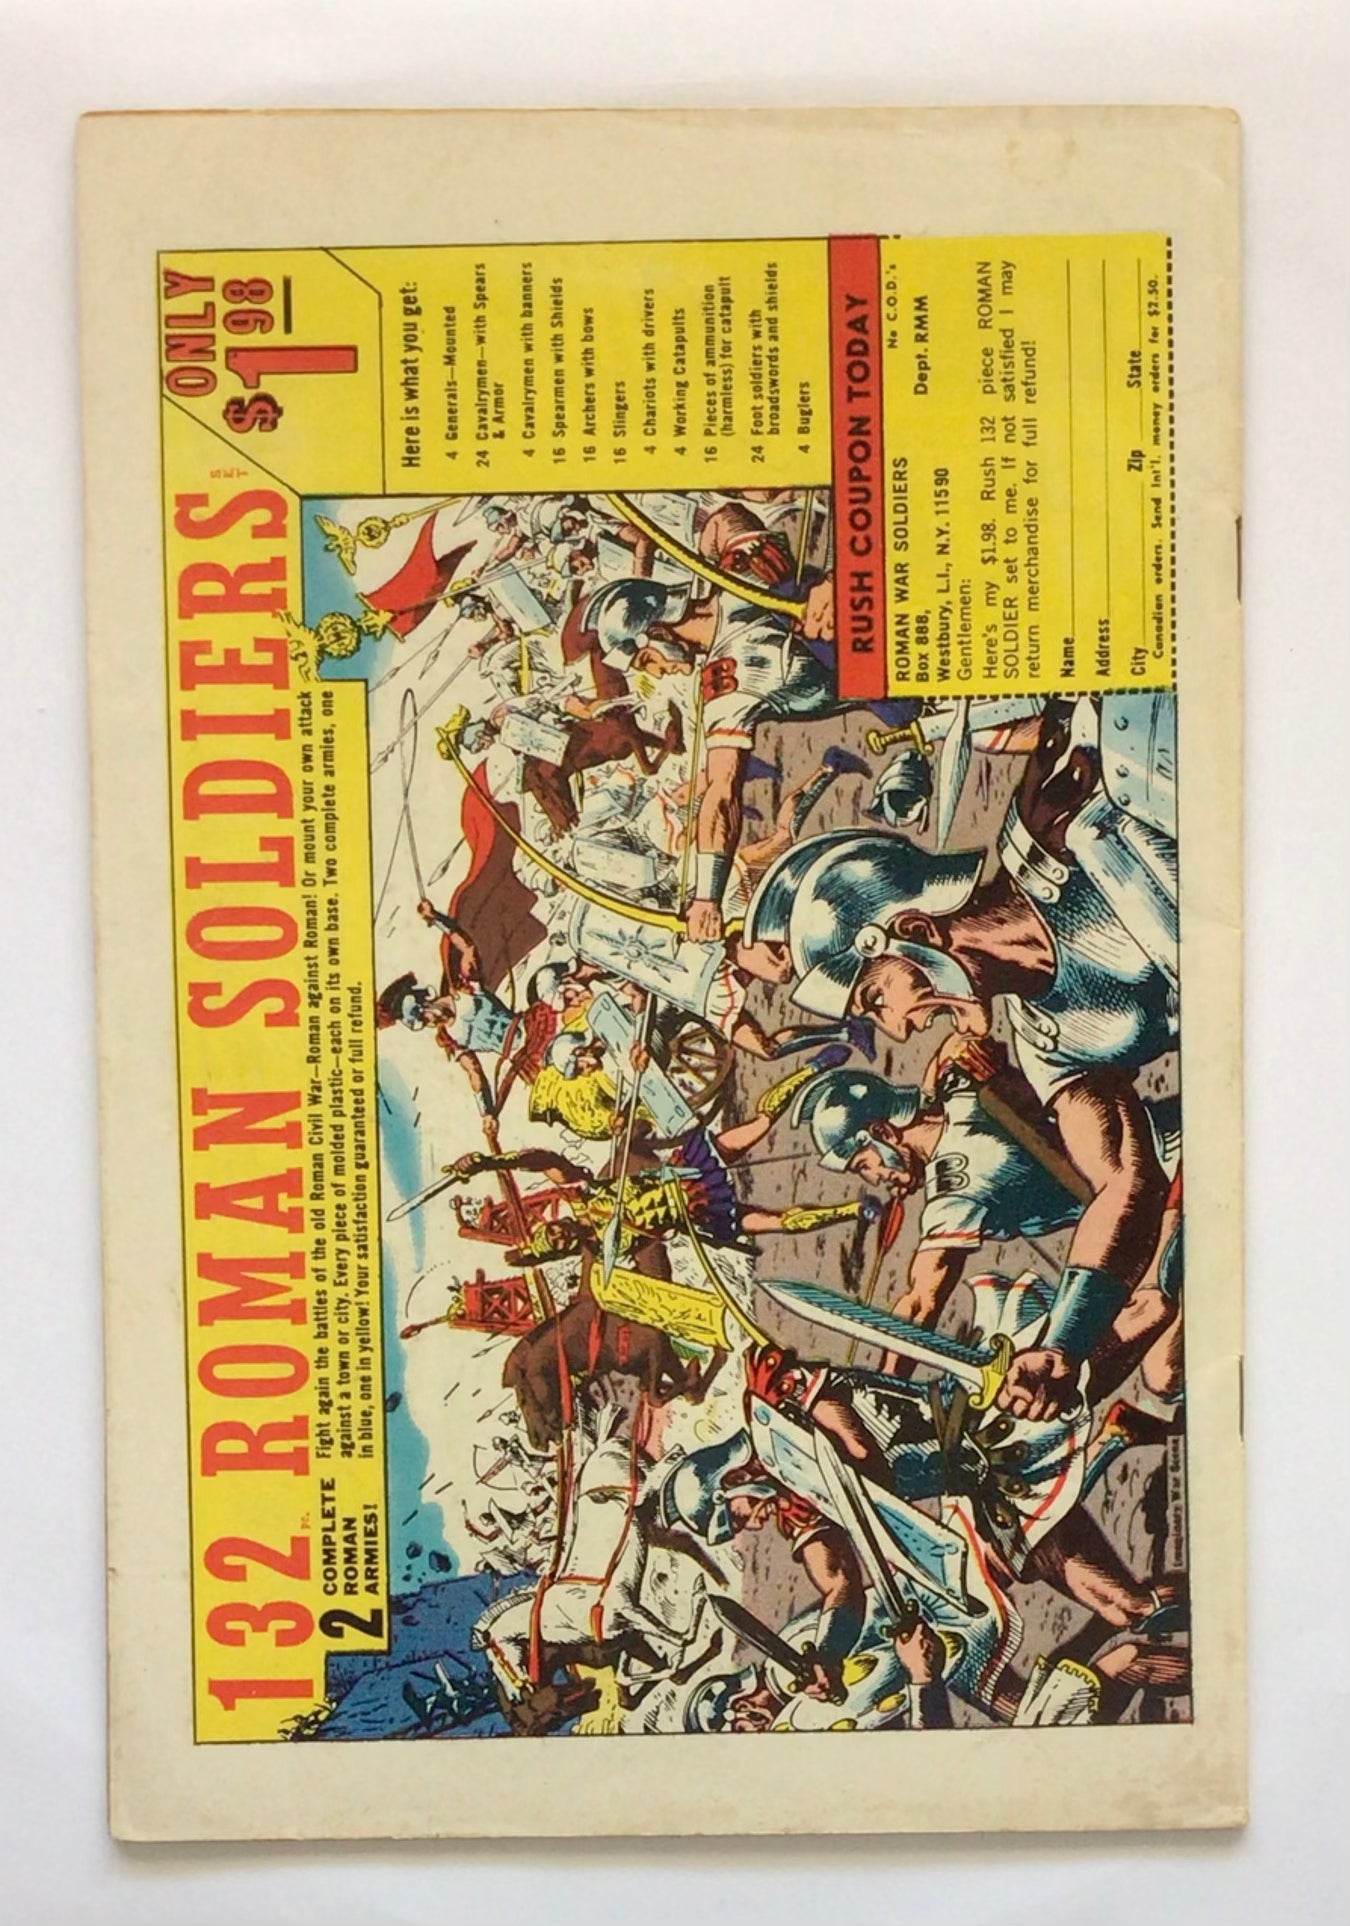 132 PC. ROMAN SOLDIERS SET
ONLY
$1.98
2 COMPLETE
ROMAN
ARMIES!
Fight again the battles of the old Roman Civil War—Roman against Roman! Or mount your own attack
against a town or city. Every piece of molded plastic—each on its own base. Two complete armies, one
in blue, one in yellow! Your satisfaction guaranteed or full refund.
Here is what you get:
4 Generals—Mounted
24 Cavalrymen—with Spears
& Armor
4 Cavalrymen with banners
16 Spearmen with Shields
16 Archers with bows
16 Slingers
4 Chariots with drivers
4 Working Catapults
16 Pieces of ammunition
(harmless) for catapult
24 Foot soldiers with
broadswords and shields
4 Buglers
RUSH COUPON TODAY
No C.O.D.'s
ROMAN WAR SOLDIERS
Box 888, Dept. RMM
Westbury, L.I., N.Y. 11590
Gentlemen:
Here's my $1.98. Rush 132 piece ROMAN
SOLDIER set to me. If not satisfied I may
return merchandise for full refund!
Name
Address
City Zip State
Canadian orders. Send Int'l. money orders for $2.50.
Imaginary War Scene